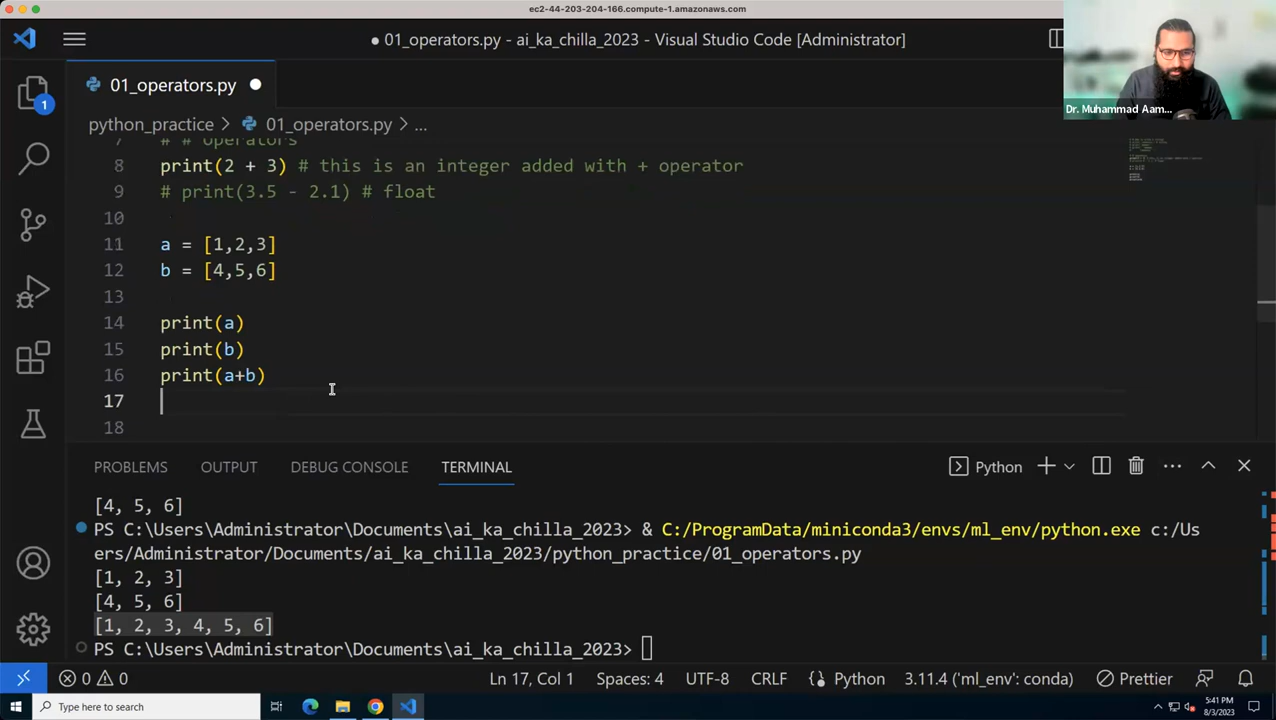 ec2-44-203-204-166.compute-1.amazonaws.com
● 01_operators.py - ai_ka_chilla_2023 - Visual Studio Code [Administrator]
Dr. Muhammad Aam...
1
01_operators.py
python_practice > 01_operators.py > ...
7 # # operators
8 print(2 + 3) # this is an integer added with + operator
9 # print(3.5 - 2.1) # float
10
11 a = [1,2,3]
12 b = [4,5,6]
13
14 print(a)
15 print(b)
16 print(a+b)
17
18
PROBLEMS OUTPUT DEBUG CONSOLE TERMINAL Python
[4, 5, 6]
PS C:\Users\Administrator\Documents\ai_ka_chilla_2023> & C:/ProgramData/miniconda3/envs/ml_env/python.exe c:/Us
ers/Administrator/Documents/ai_ka_chilla_2023/python_practice/01_operators.py
[1, 2, 3]
[4, 5, 6]
[1, 2, 3, 4, 5, 6]
PS C:\Users\Administrator\Documents\ai_ka_chilla_2023>
0 0 Ln 17, Col 1 Spaces: 4 UTF-8 CRLF Python 3.11.4 ('ml_env': conda) Prettier
Type here to search
5:41 PM
8/3/2023